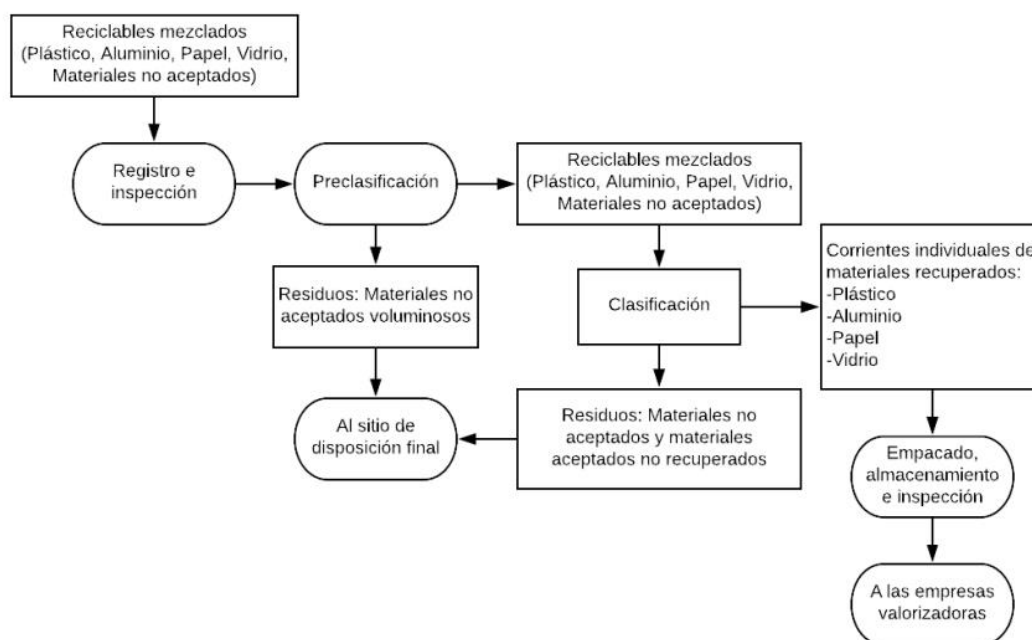 Reciclables mezclados
(Plástico, Aluminio, Papel, Vidrio,
Materiales no aceptados)
Registro e
inspección
Preclasificación
Reciclables mezclados
(Plástico, Aluminio, Papel, Vidrio,
Materiales no aceptados)
Residuos: Materiales no
aceptados voluminosos
Clasificación
Corrientes individuales de
materiales recuperados:
-Plástico
-Aluminio
-Papel
-Vidrio
Al sitio de
disposición final
Residuos: Materiales no
aceptados y materiales
aceptados no recuperados
Empacado,
almacenamiento
e inspección
A las empresas
valorizadoras